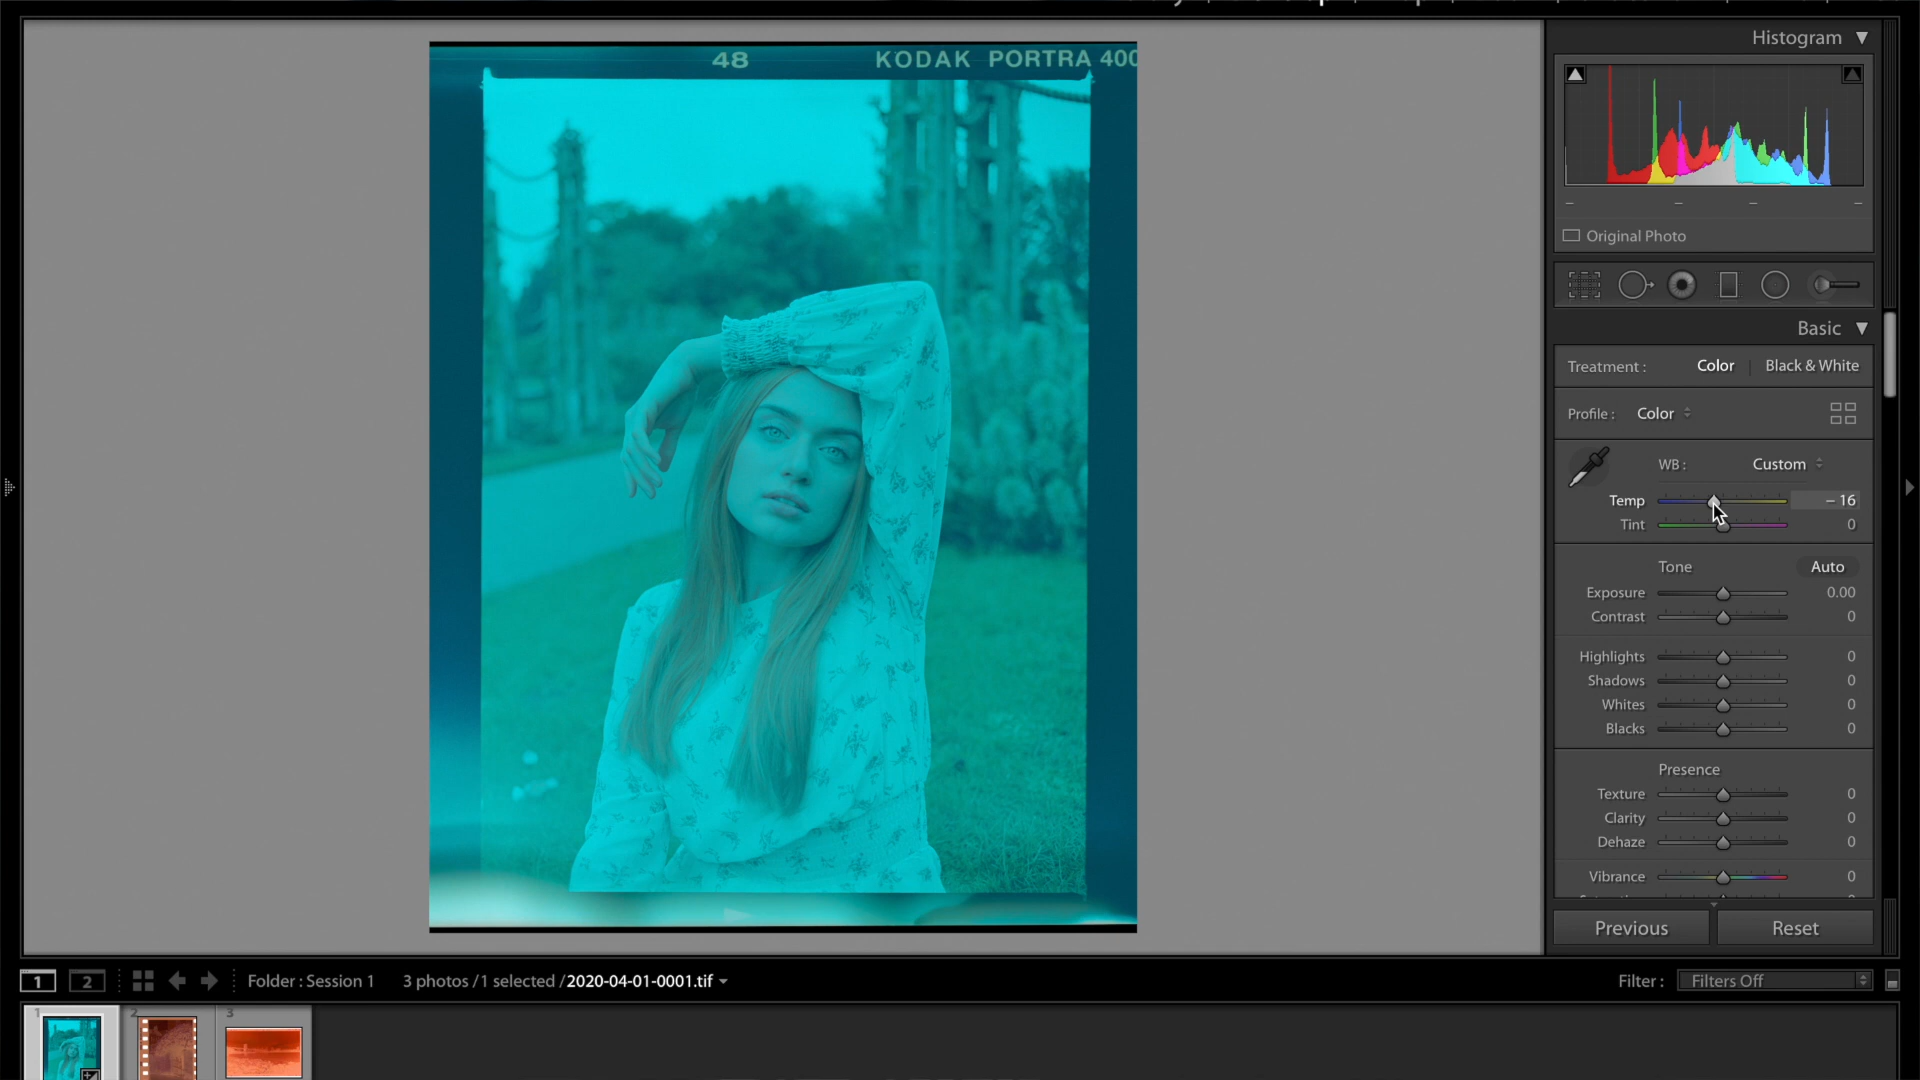 Histogram
48 KODAK PORTRA 400
Original Photo
Basic
Treatment : Color Black & White
Profile : Color
WB : Custom
Temp – 16
Tint 0
Tone Auto
Exposure 0.00
Contrast 0
Highlights 0
Shadows 0
Whites 0
Blacks 0
Presence
Texture 0
Clarity 0
Dehaze 0
Vibrance 0
Previous Reset
1 2 Folder : Session 1 3 photos / 1 selected / 2020-04-01-0001.tif Filter : Filters Off
1 2 3